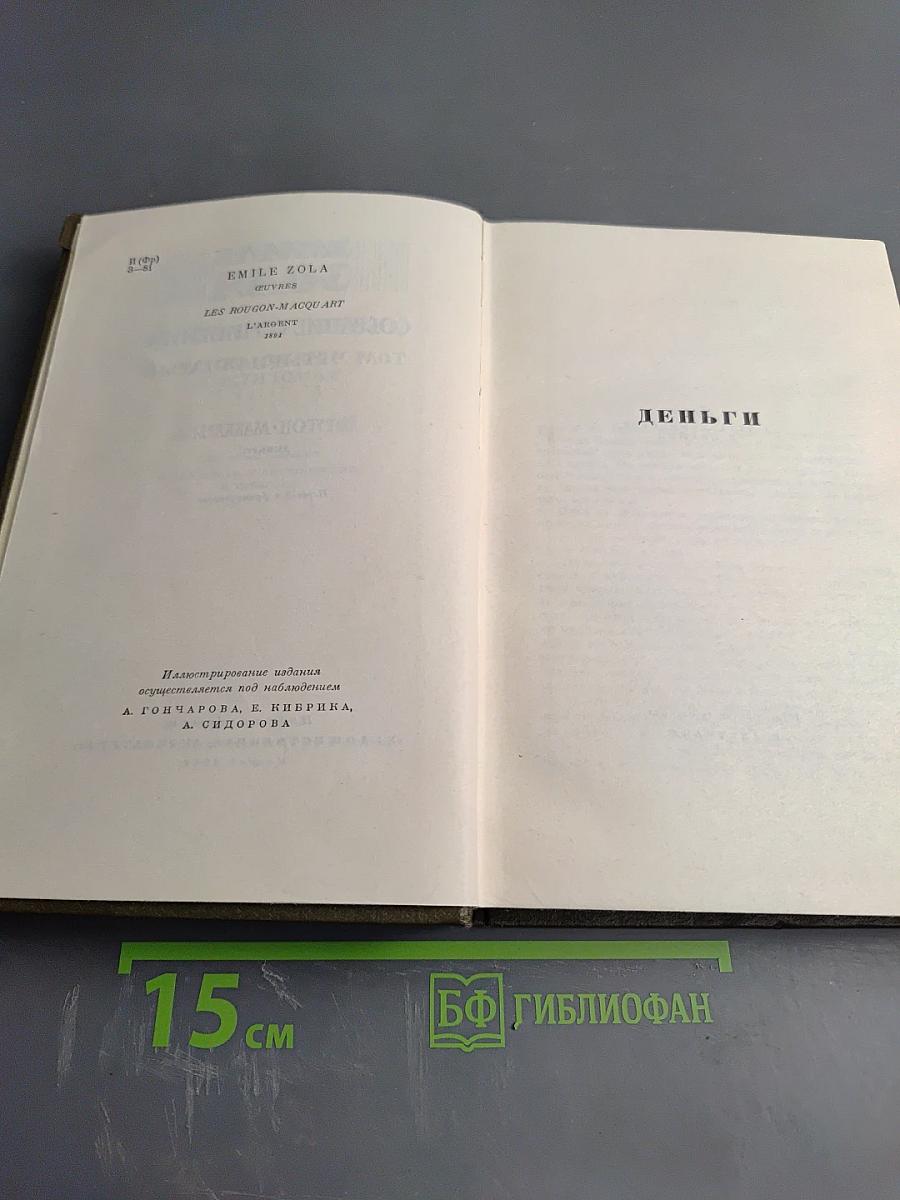 И (Фр)
З—81
EMILE ZOLA
ŒUVRES
LES ROUGON-MACQUART
L'ARGENT
1891
Иллюстрирование издания
осуществляется под наблюдением
А. ГОНЧАРОВА, Е. КИБРИКА,
А. СИДОРОВА
ДЕНЬГИ
15 см
БФ ГИБЛИОФАН